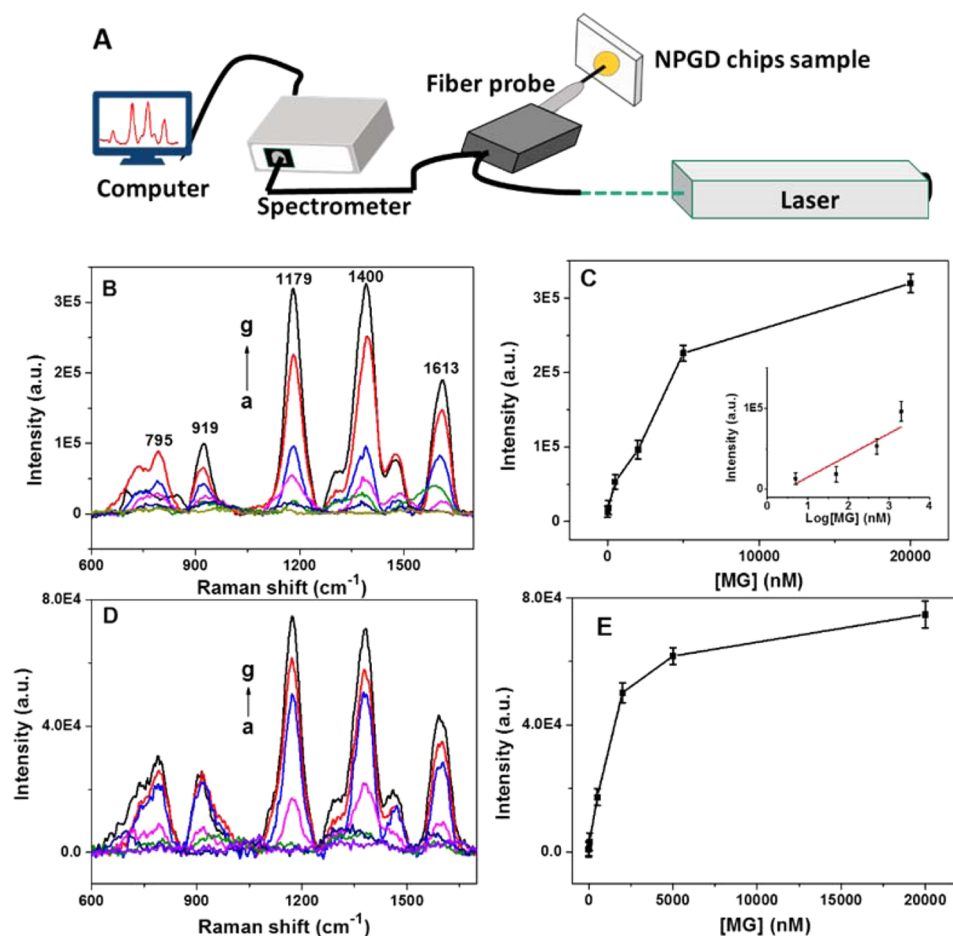 A
NPGD chips sample
Fiber probe
Computer
Spectrometer
Laser
B
1179
1400
3E5
g
2E5
1613
a
1E5
795
919
0
600 900 1200 1500
Raman shift (cm-1)
Intensity (a.u.)
C
3E5
2E5
1E5
0
0 10000 20000
[MG] (nM)
Intensity (a.u.)
1E5
0
0 1 2 3 4
Log[MG] (nM)
Intensity (a.u.)
D
8.0E4
g
a
4.0E4
0.0
600 900 1200 1500
Raman shift (cm-1)
Intensity (a.u.)
E
8.0E4
4.0E4
0.0
0 5000 10000 15000 20000
[MG] (nM)
Intensity (a.u.)